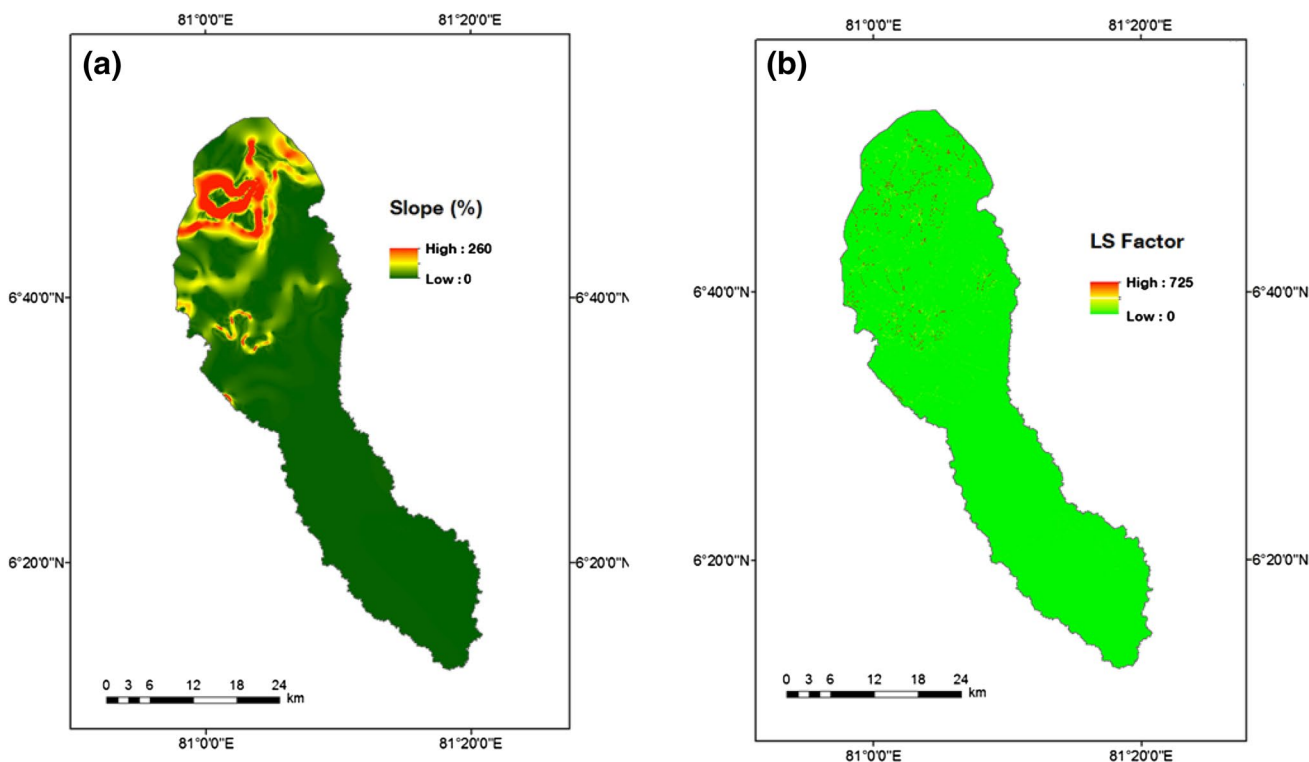 81°0'0"E 81°20'0"E
(a)
Slope (%)
High : 260
Low : 0
6°40'0"N 6°40'0"N
6°20'0"N 6°20'0"N
0 3 6 12 18 24
km
81°0'0"E 81°20'0"E
81°0'0"E 81°20'0"E
(b)
LS Factor
High : 725
Low : 0
6°40'0"N 6°40'0"N
6°20'0"N 6°20'0"N
0 3 6 12 18 24
km
81°0'0"E 81°20'0"E